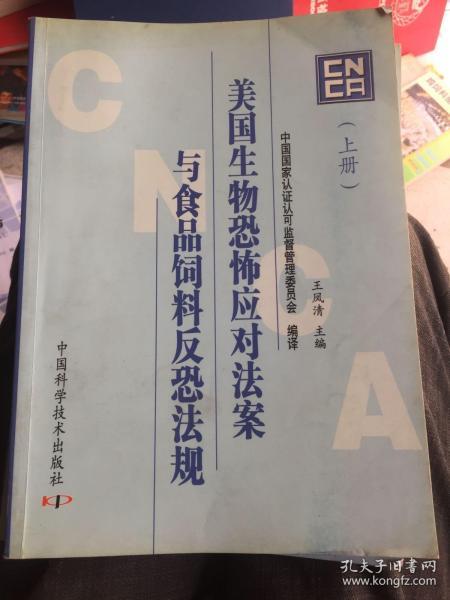 CN
CA
（上册）
美国生物恐怖应对法案
与食品饲料反恐法规
中国国家认证认可监督管理委员会 编译
王凤清 主编
C
N
C
A
中国科学技术出版社
孔夫子旧书网
www.kongfz.com